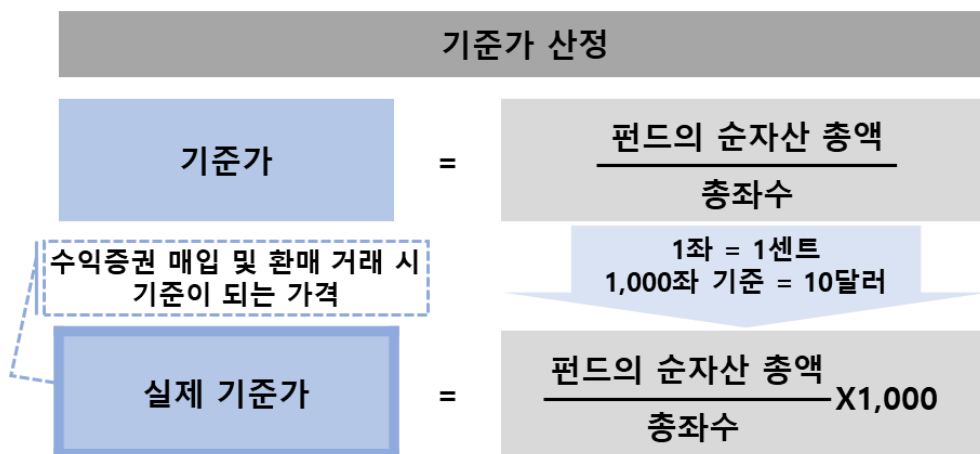 기준가 산정
기준가
=
펀드의 순자산 총액
총좌수
수익증권 매입 및 환매 거래 시
기준이 되는 가격
1좌 = 1센트
1,000좌 기준 = 10달러
실제 기준가
=
펀드의 순자산 총액
총좌수
X1,000